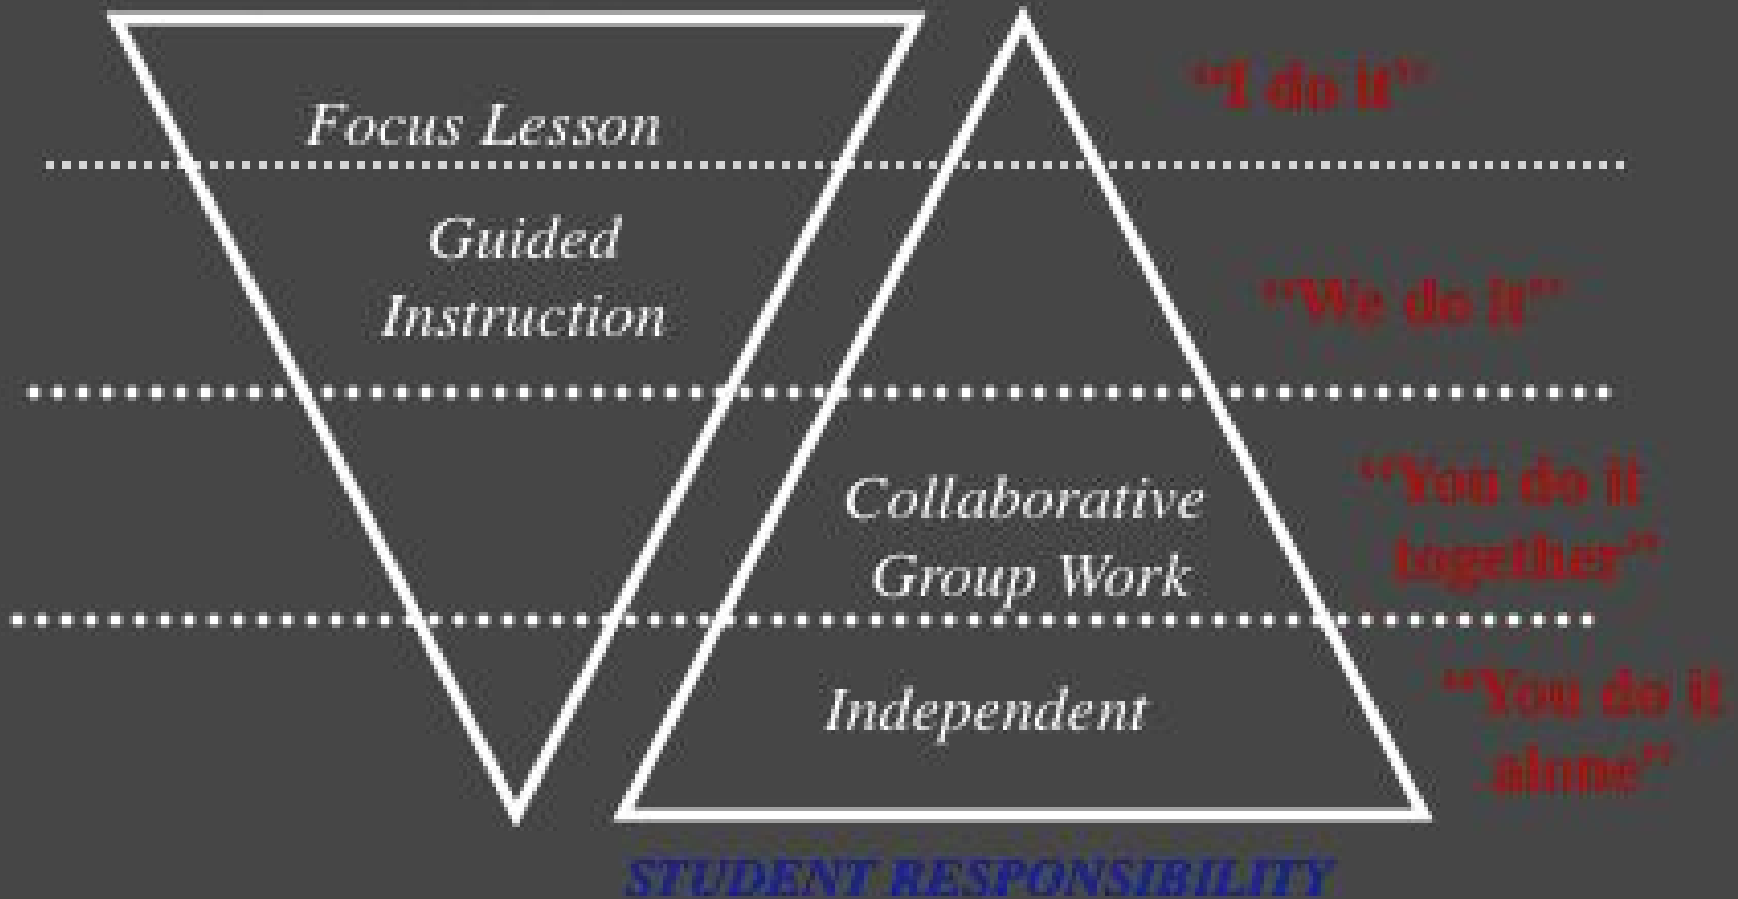 Focus Lesson
"I do it"
Guided
Instruction
"We do it"
Collaborative
Group Work
"You do it
together"
Independent
"You do it
alone"
STUDENT RESPONSIBILITY